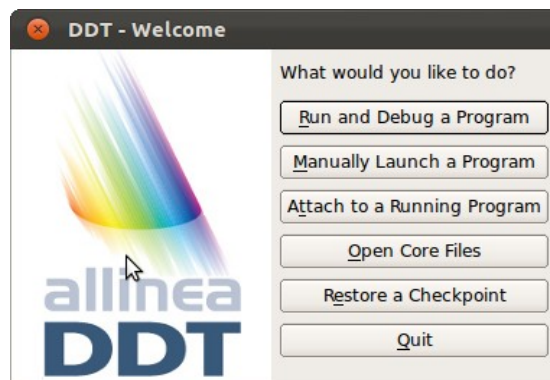 DDT - Welcome
What would you like to do?
Run and Debug a Program
Manually Launch a Program
Attach to a Running Program
Open Core Files
Restore a Checkpoint
Quit
allinea
DDT